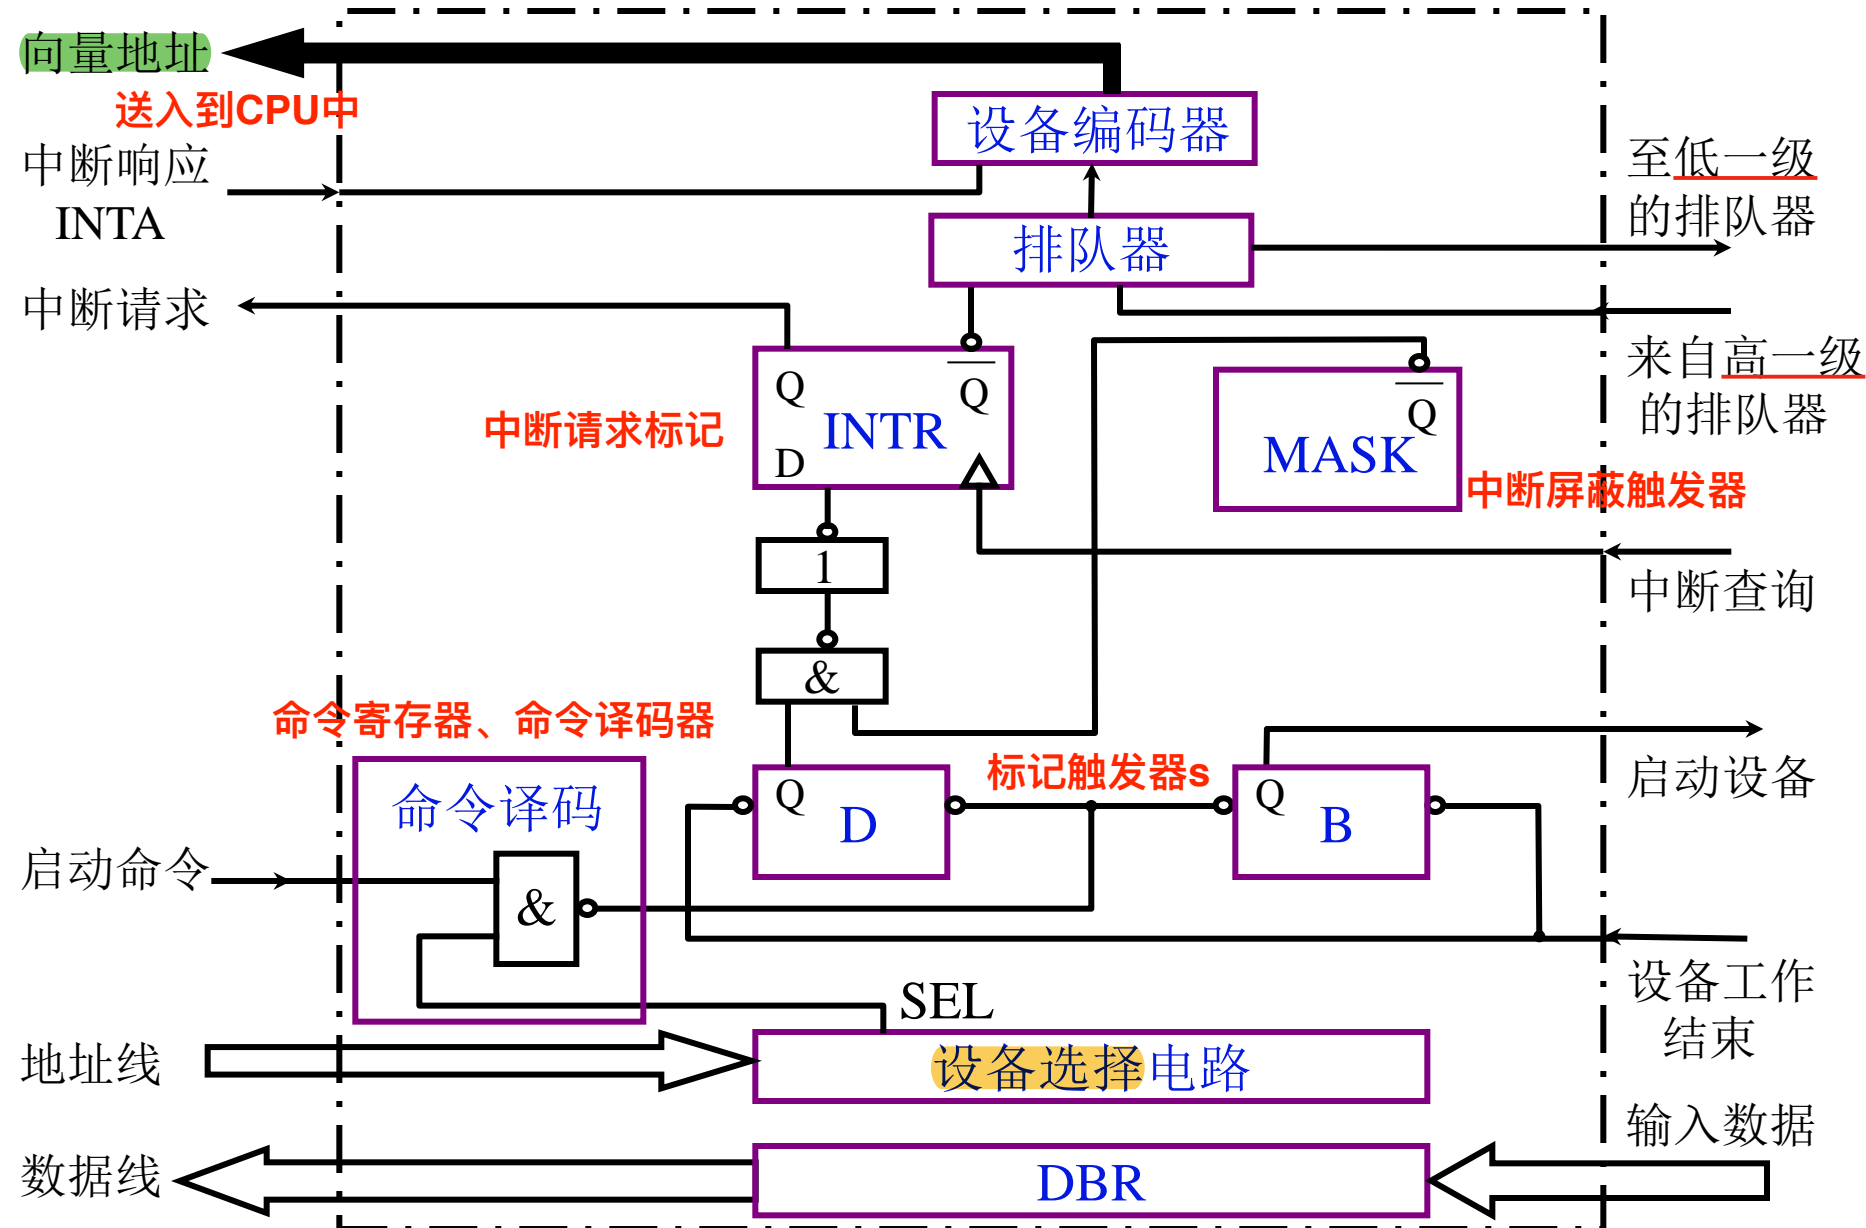 向量地址
送入到CPU中
设备编码器
中断响应
INTA
至低一级
的排队器
排队器
中断请求
来自高一级
的排队器
Q
Q
INTR
D
中断请求标记
Q
MASK
中断屏蔽触发器
1
中断查询
&
命令寄存器、命令译码器
标记触发器s
启动设备
命令译码
Q
D
Q
B
启动命令
&
设备工作
结束
SEL
地址线
设备选择电路
输入数据
数据线
DBR